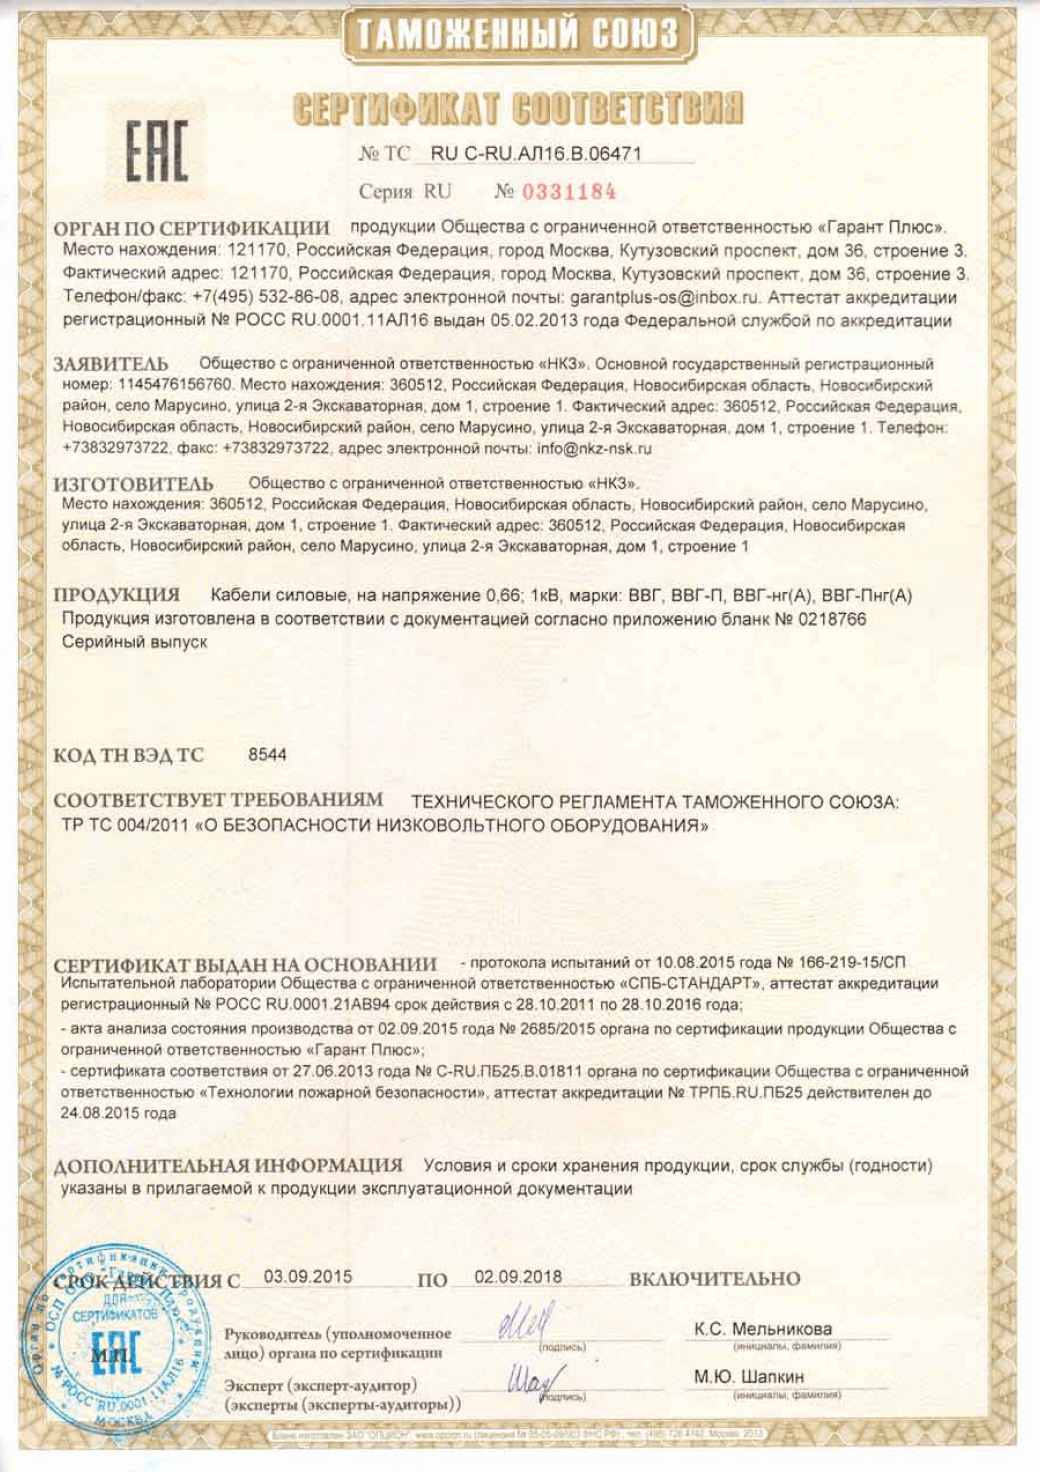 ТАМОЖЕННЫЙ СОЮЗ
СЕРТИФИКАТ СООТВЕТСТВИЯ
ЕАС
№ ТС RU C-RU.АЛ16.В.06471
Серия RU № 0331184
ОРГАН ПО СЕРТИФИКАЦИИ продукции Общества с ограниченной ответственностью «Гарант Плюс».
Место нахождения: 121170, Российская Федерация, город Москва, Кутузовский проспект, дом 36, строение 3.
Фактический адрес: 121170, Российская Федерация, город Москва, Кутузовский проспект, дом 36, строение 3.
Телефон/факс: +7(495) 532-86-08, адрес электронной почты: garantplus-os@inbox.ru. Аттестат аккредитации
регистрационный № РОСС RU.0001.11АЛ16 выдан 05.02.2013 года Федеральной службой по аккредитации
ЗАЯВИТЕЛЬ Общество с ограниченной ответственностью «НКЗ». Основной государственный регистрационный
номер: 1145476156760. Место нахождения: 360512, Российская Федерация, Новосибирская область, Новосибирский
район, село Марусино, улица 2-я Экскаваторная, дом 1, строение 1. Фактический адрес: 360512, Российская Федерация,
Новосибирская область, Новосибирский район, село Марусино, улица 2-я Экскаваторная, дом 1, строение 1. Телефон:
+73832973722, факс: +73832973722, адрес электронной почты: info@nkz-nsk.ru
ИЗГОТОВИТЕЛЬ Общество с ограниченной ответственностью «НКЗ».
Место нахождения: 360512, Российская Федерация, Новосибирская область, Новосибирский район, село Марусино,
улица 2-я Экскаваторная, дом 1, строение 1. Фактический адрес: 360512, Российская Федерация, Новосибирская
область, Новосибирский район, село Марусино, улица 2-я Экскаваторная, дом 1, строение 1
ПРОДУКЦИЯ Кабели силовые, на напряжение 0,66; 1кВ, марки: ВВГ, ВВГ-П, ВВГ-нг(А), ВВГ-Пнг(А)
Продукция изготовлена в соответствии с документацией согласно приложению бланк № 0218766
Серийный выпуск
КОД ТН ВЭД ТС 8544
СООТВЕТСТВУЕТ ТРЕБОВАНИЯМ ТЕХНИЧЕСКОГО РЕГЛАМЕНТА ТАМОЖЕННОГО СОЮЗА:
ТР ТС 004/2011 «О БЕЗОПАСНОСТИ НИЗКОВОЛЬТНОГО ОБОРУДОВАНИЯ»
СЕРТИФИКАТ ВЫДАН НА ОСНОВАНИИ - протокола испытаний от 10.08.2015 года № 166-219-15/СП
Испытательной лаборатории Общества с ограниченной ответственностью «СПБ-СТАНДАРТ», аттестат аккредитации
регистрационный № РОСС RU.0001.21АВ94 срок действия с 28.10.2011 по 28.10.2016 года;
- акта анализа состояния производства от 02.09.2015 года № 2685/2015 органа по сертификации продукции Общества с
ограниченной ответственностью «Гарант Плюс»;
- сертификата соответствия от 27.06.2013 года № C-RU.ПБ25.В.01811 органа по сертификации Общества с ограниченной
ответственностью «Технологии пожарной безопасности», аттестат аккредитации № ТРПБ.RU.ПБ25 действителен до
24.08.2015 года
ДОПОЛНИТЕЛЬНАЯ ИНФОРМАЦИЯ Условия и сроки хранения продукции, срок службы (годности)
указаны в прилагаемой к продукции эксплуатационной документации
СРОК ДЕЙСТВИЯ С 03.09.2015 ПО 02.09.2018 ВКЛЮЧИТЕЛЬНО
ДЛЯ
СЕРТИФИКАТОВ
ЕАС
М.П.
МОСКВА
Руководитель (уполномоченное
лицо) органа по сертификации
(подпись)
К.С. Мельникова
(инициалы, фамилия)
Эксперт (эксперт-аудитор)
(эксперты (эксперты-аудиторы))
(подпись)
М.Ю. Шапкин
(инициалы, фамилия)